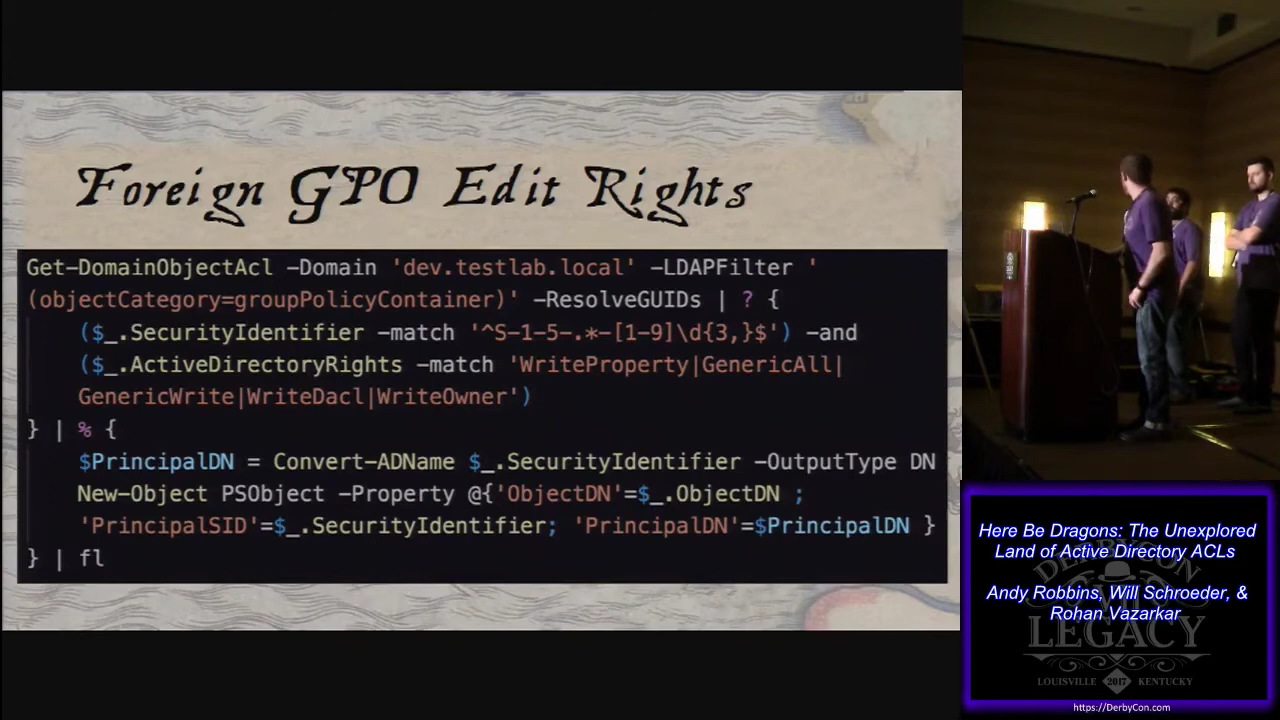 Foreign GPO Edit Rights
Get-DomainObjectAcl -Domain 'dev.testlab.local' -LDAPFilter '
(objectCategory=groupPolicyContainer)' -ResolveGUIDs | ? {
($_.SecurityIdentifier -match '^S-1-5-.*-[1-9]\d{3,}$') -and
($_.ActiveDirectoryRights -match 'WriteProperty|GenericAll|
GenericWrite|WriteDacl|WriteOwner')
} | % {
$PrincipalDN = Convert-ADName $_.SecurityIdentifier -OutputType DN
New-Object PSObject -Property @{'ObjectDN'=$_.ObjectDN ;
'PrincipalSID'=$_.SecurityIdentifier; 'PrincipalDN'=$PrincipalDN }
} | fl
Here Be Dragons: The Unexplored
Land of Active Directory ACLs
Andy Robbins, Will Schroeder, &
Rohan Vazarkar
DERBYCON
LEGACY
LOUISVILLE 2017 KENTUCKY
https://DerbyCon.com